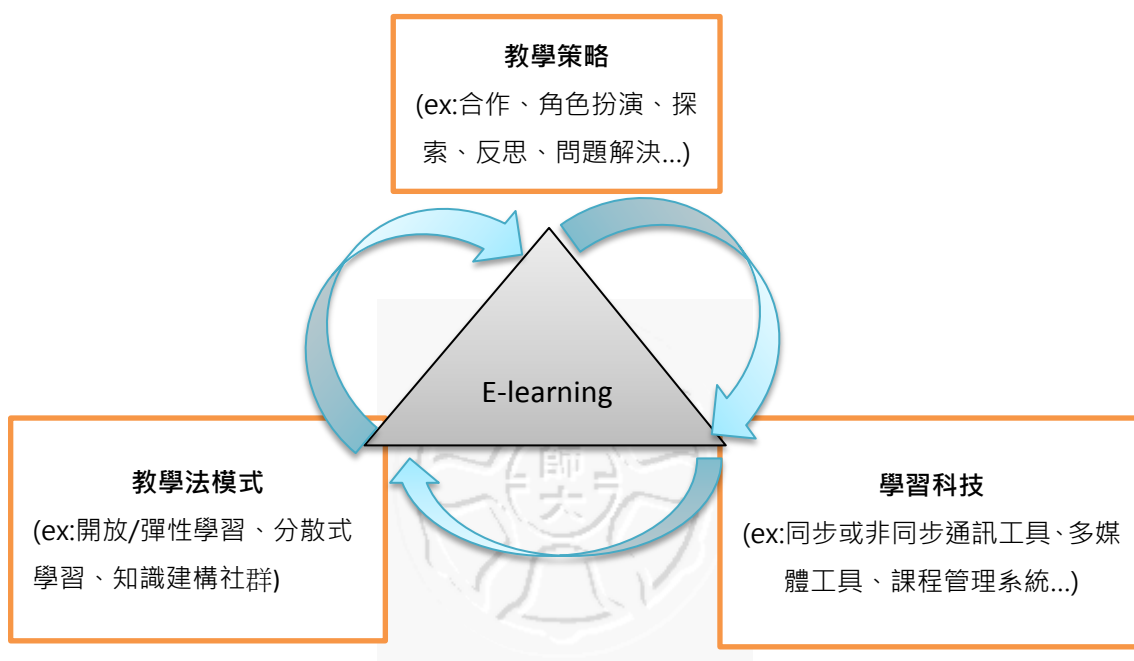 教學策略
(ex:合作、角色扮演、探
索、反思、問題解決...)
E-learning
教學法模式
(ex:開放/彈性學習、分散式
學習、知識建構社群)
學習科技
(ex:同步或非同步通訊工具、多媒
體工具、課程管理系統...)
師大